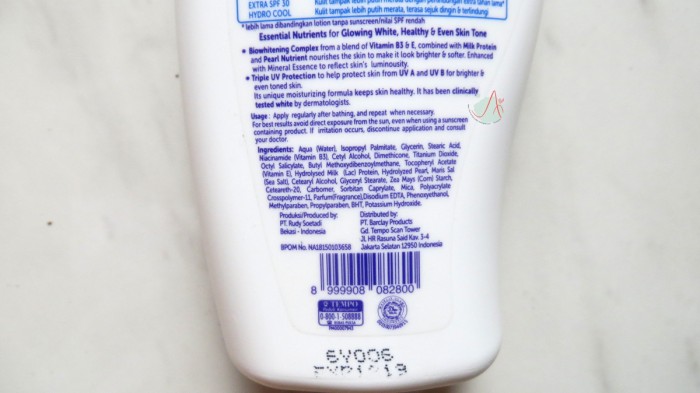 EXTRA SPF 30
HYDRO COOL Kulit tampak lebih putih merata, terasa sejuk dingin & terlindungi
*lebih lama dibandingkan lotion tanpa sunscreen/nilai SPF rendah
Essential Nutrients for Glowing White, Healthy & Even Skin Tone
• Biowhitening Complex from a blend of Vitamin B3 & E, combined with Milk Protein
and Pearl Nutrient nourishes the skin to make it look brighter & softer. Enhanced
with Mineral Essence to reflect skin's luminousity.
• Triple UV Protection to help protect skin from UV A and UV B for brighter &
even toned skin.
Its unique moisturizing formula keeps skin healthy. It has been clinically
tested white by dermatologists.
Usage: Apply regularly after bathing, and repeat when necessary.
For best results avoid direct exposure from the sun, even when using a sunscreen
containing product. If irritation occurs, discontinue application and consult
your doctor.
Ingredients: Aqua (Water), Isopropyl Palmitate, Glycerin, Stearic Acid,
Niacinamide (Vitamin B3), Cetyl Alcohol, Dimethicone, Titanium Dioxide,
Octyl Salicylate, Butyl Methoxydibenzoylmethane, Tocopheryl Acetate
(Vitamin E), Hydrolysed Milk (Lac) Protein, Hydrolyzed Pearl, Maris Sal
(Sea Salt), Cetearyl Alcohol, Glyceryl Stearate, Zea Mays (Corn) Starch,
Ceteareth-20, Carbomer, Sorbitan Caprylate, Mica, Polyacrylate
Crosspolymer-11, Parfum(Fragrance),Disodium EDTA, Phenoxyethanol,
Methylparaben, Propylparaben, BHT, Potassium Hydroxide.
Produksi/Produced by:
PT. Rudy Soetadi
Bekasi - Indonesia
Distributed by:
PT. Barclay Products
Gd. Tempo Scan Tower
Jl. HR Rasuna Said Kav. 3-4
Jakarta Selatan 12950 Indonesia
BPOM No. NA18150103658
8 999908 082800
TEMPO
0-800-1-508888
6V006
EXP1219